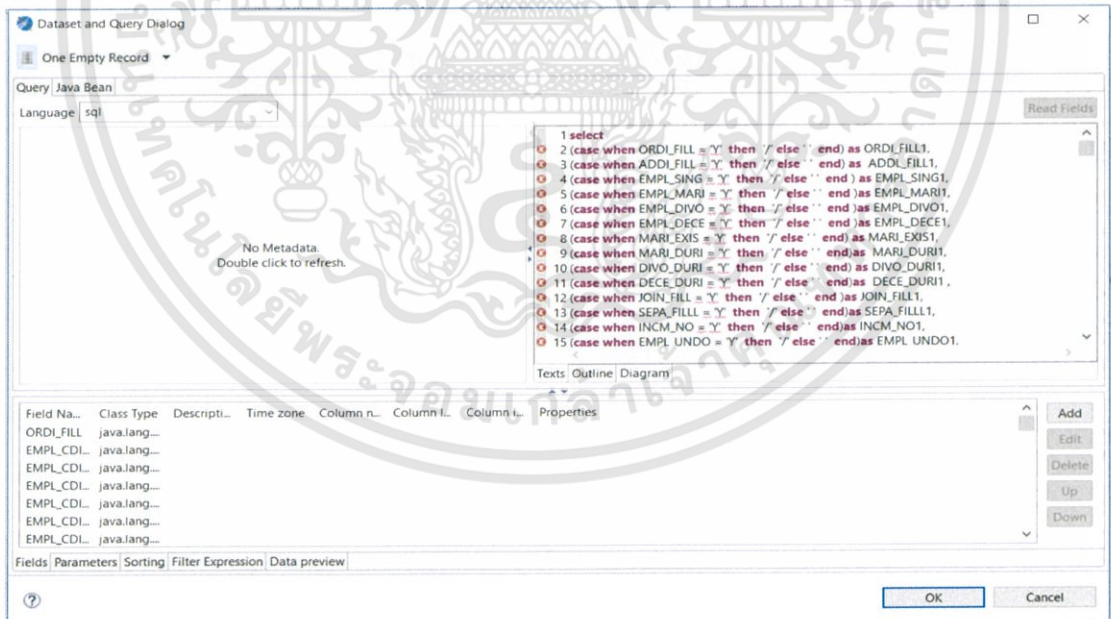 Dataset and Query Dialog
One Empty Record
Query Java Bean
Language sql
Read Fields
No Metadata.
Double click to refresh.
1 select
2 (case when ORDI_FILL = 'Y' then '/' else ' ' end) as ORDI_FILL1,
3 (case when ADDI_FILL = 'Y' then '/' else ' ' end) as ADDL_FILL1,
4 (case when EMPL_SING = 'Y' then '/' else ' ' end ) as EMPL_SING1,
5 (case when EMPL_MARI = 'Y' then '/' else ' ' end )as EMPL_MARI1,
6 (case when EMPL_DIVO = 'Y' then '/' else ' ' end )as EMPL_DIVO1,
7 (case when EMPL_DECE = 'Y' then '/' else ' ' end )as EMPL_DECE1,
8 (case when MARI_EXIS = 'Y' then '/' else ' ' end) as MARI_EXIS1,
9 (case when MARI_DURI = 'Y' then '/' else ' ' end)as MARI_DURI1,
10 (case when DIVO_DURI = 'Y' then '/' else ' ' end) as DIVO_DURI1,
11 (case when DECE_DURI = 'Y' then '/' else ' ' end)as DECE_DURI1 ,
12 (case when JOIN_FILL = 'Y' then '/' else ' ' end )as JOIN_FILL1,
13 (case when SEPA_FILLL = 'Y' then '/' else ' ' end)as SEPA_FILLL1,
14 (case when INCM_NO = 'Y' then '/' else ' ' end)as INCM_NO1,
15 (case when EMPL_UNDO = 'Y' then '/' else ' ' end)as EMPL_UNDO1,
Texts Outline Diagram
Field Na... Class Type Descripti... Time zone Column n... Column l... Column i... Properties
ORDI_FILL java.lang....
EMPL_CDI... java.lang....
EMPL_CDI... java.lang....
EMPL_CDI... java.lang....
EMPL_CDI... java.lang....
EMPL_CDI... java.lang....
Add
Edit
Delete
Up
Down
Fields Parameters Sorting Filter Expression Data preview
OK Cancel